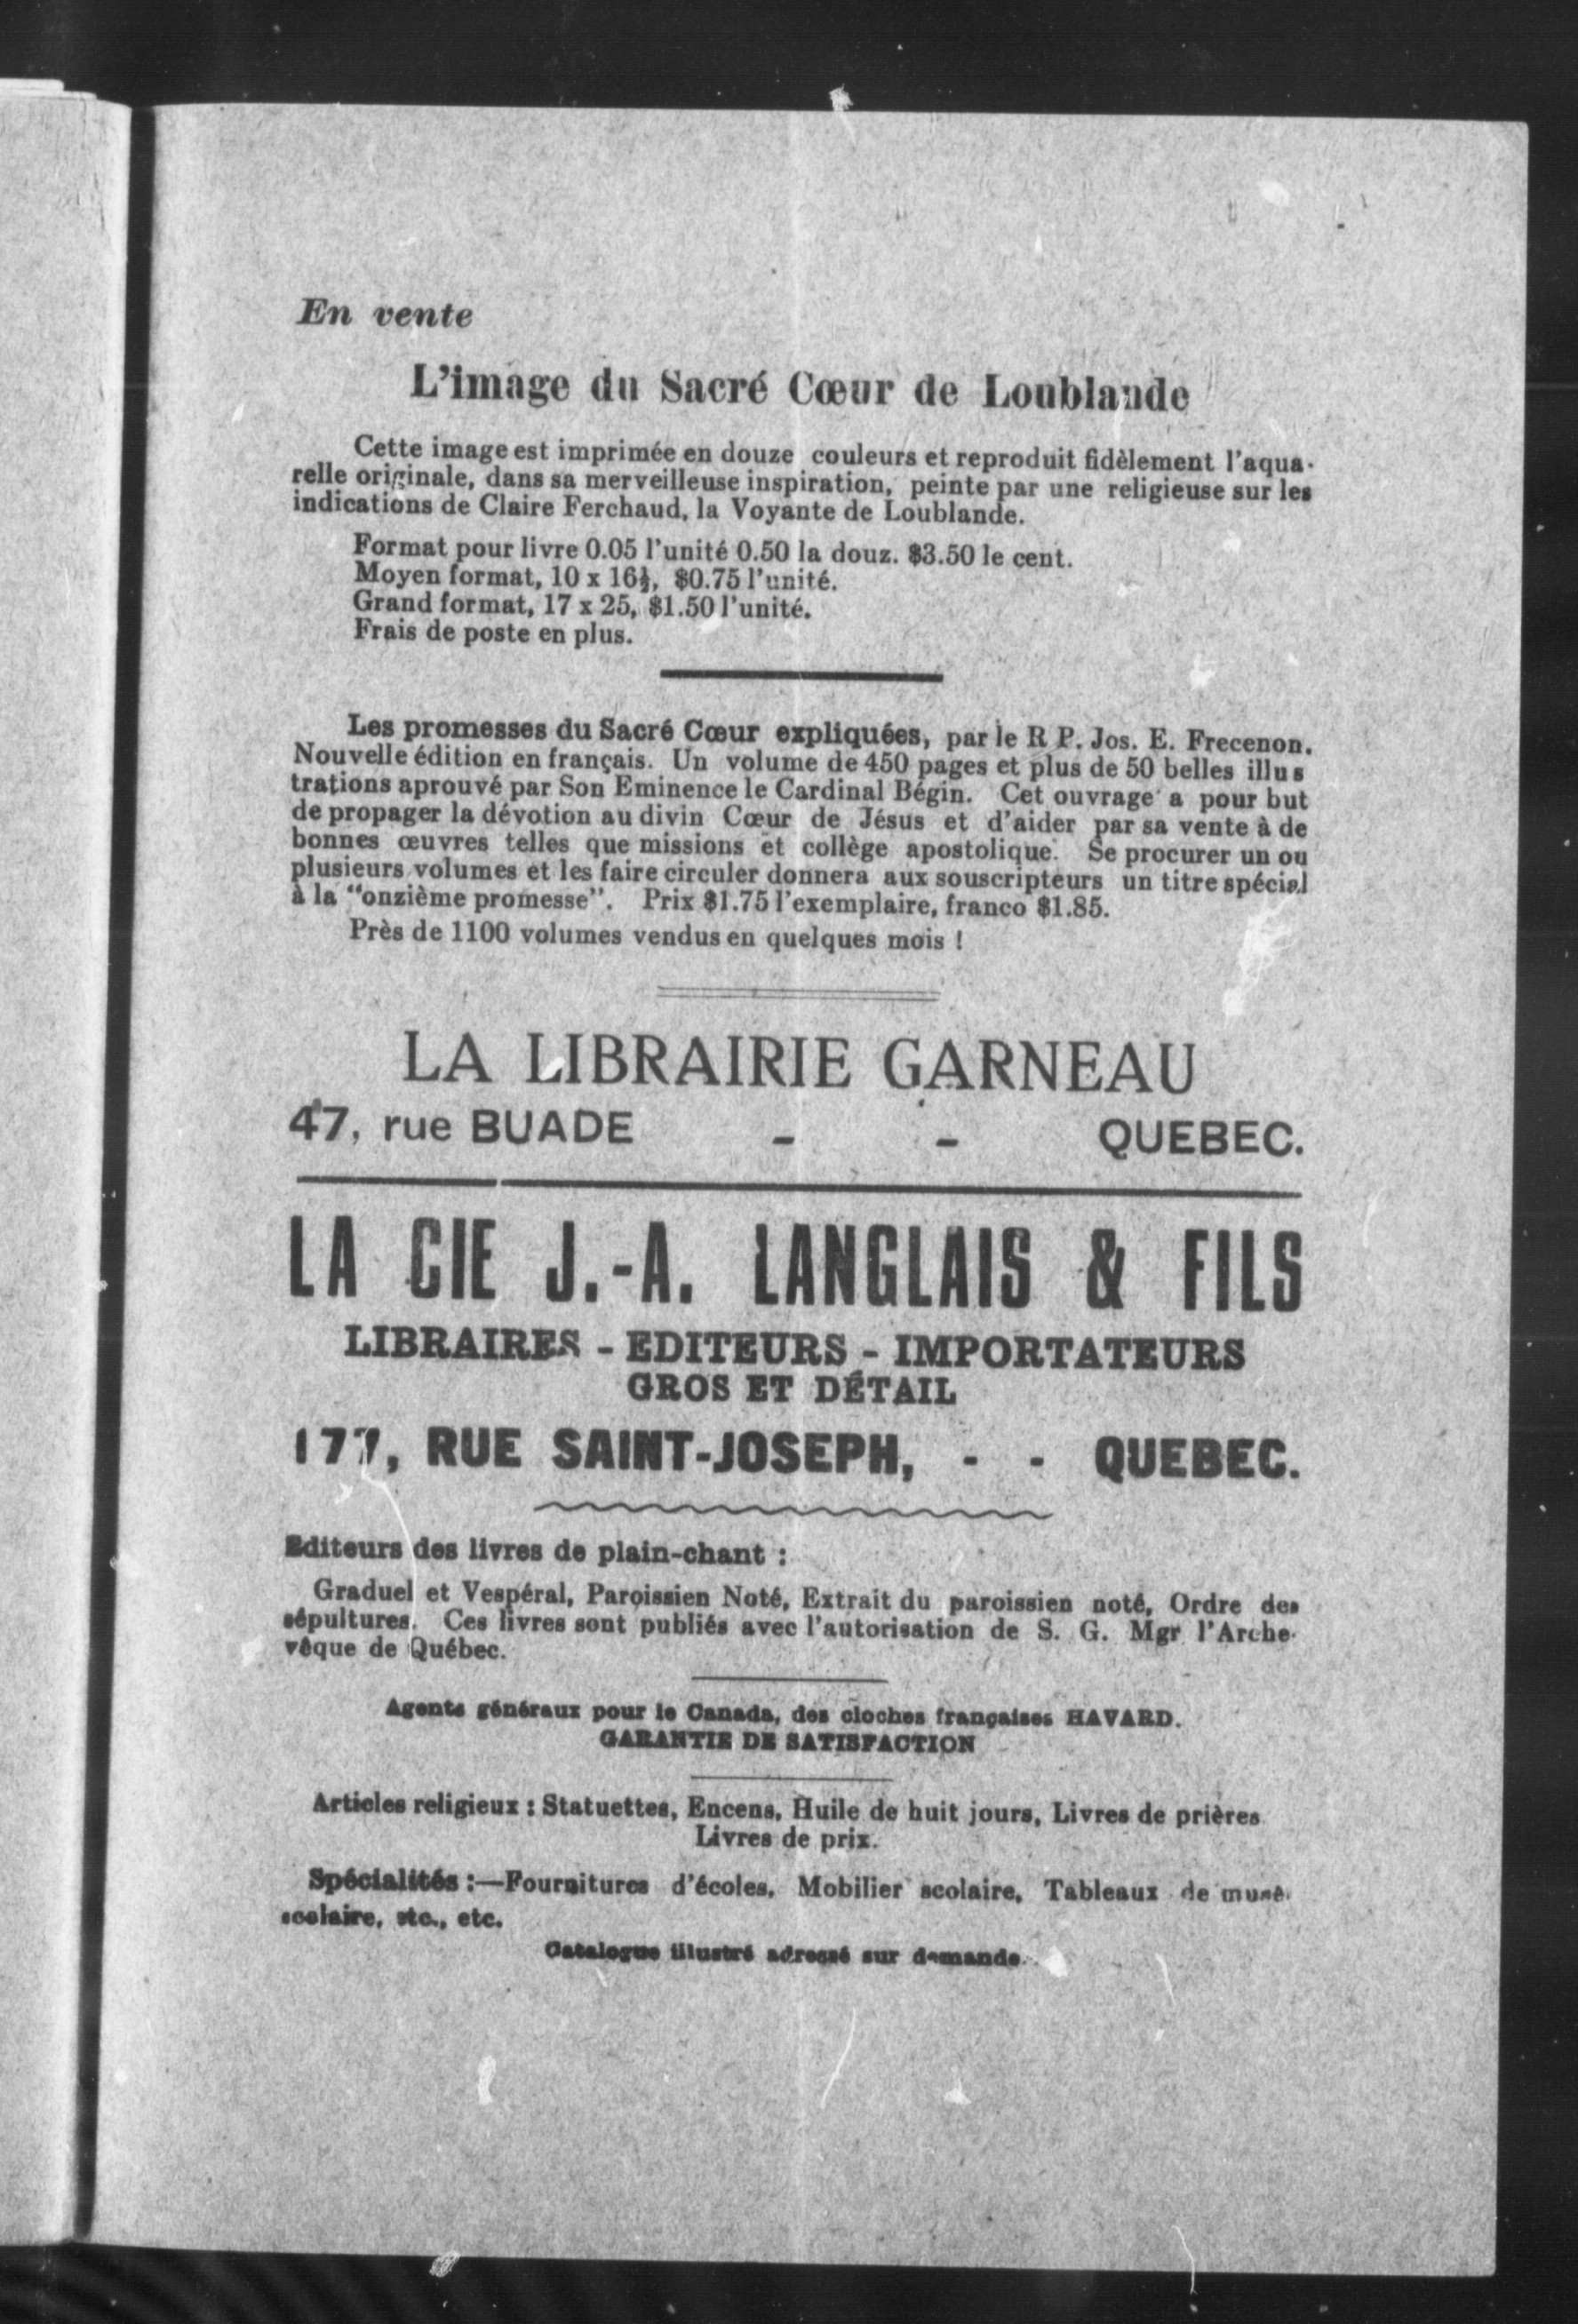 En vente
L'image du Sacré Cœur de Loublande
Cette image est imprimée en douze couleurs et reproduit fidèlement l'aqua-
relle originale, dans sa merveilleuse inspiration, peinte par une religieuse sur les
indications de Claire Ferchaud, la Voyante de Loublande.
Format pour livre 0.05 l'unité 0.50 la douz. $3.50 le cent.
Moyen format, 10 x 16½, $0.75 l'unité.
Grand format, 17 x 25, $1.50 l'unité.
Frais de poste en plus.
Les promesses du Sacré Cœur expliquées, par le R P. Jos. E. Frecenon.
Nouvelle édition en français. Un volume de 450 pages et plus de 50 belles illus
trations aprouvé par Son Eminence le Cardinal Bégin. Cet ouvrage a pour but
de propager la dévotion au divin Cœur de Jésus et d'aider par sa vente à de
bonnes œuvres telles que missions et collège apostolique. Se procurer un ou
plusieurs volumes et les faire circuler donnera aux souscripteurs un titre spécial
à la "onzième promesse". Prix $1.75 l'exemplaire, franco $1.85.
Près de 1100 volumes vendus en quelques mois !
LA LIBRAIRIE GARNEAU
47, rue BUADE - - QUEBEC.
LA CIE J.-A. LANGLAIS & FILS
LIBRAIRES - EDITEURS - IMPORTATEURS
GROS ET DÉTAIL
177, RUE SAINT-JOSEPH, - - QUEBEC.
Editeurs des livres de plain-chant :
Graduel et Vespéral, Paroissien Noté, Extrait du paroissien noté, Ordre des
sépultures. Ces livres sont publiés avec l'autorisation de S. G. Mgr l'Arche-
vêque de Québec.
Agents généraux pour le Canada, des cloches françaises HAVARD.
GARANTIE DE SATISFACTION
Articles religieux : Statuettes, Encens, Huile de huit jours, Livres de prières
Livres de prix.
Spécialités :—Fournitures d'écoles, Mobilier scolaire, Tableaux de
scolaire, etc., etc.
Catalogue illustré adressé sur demande.